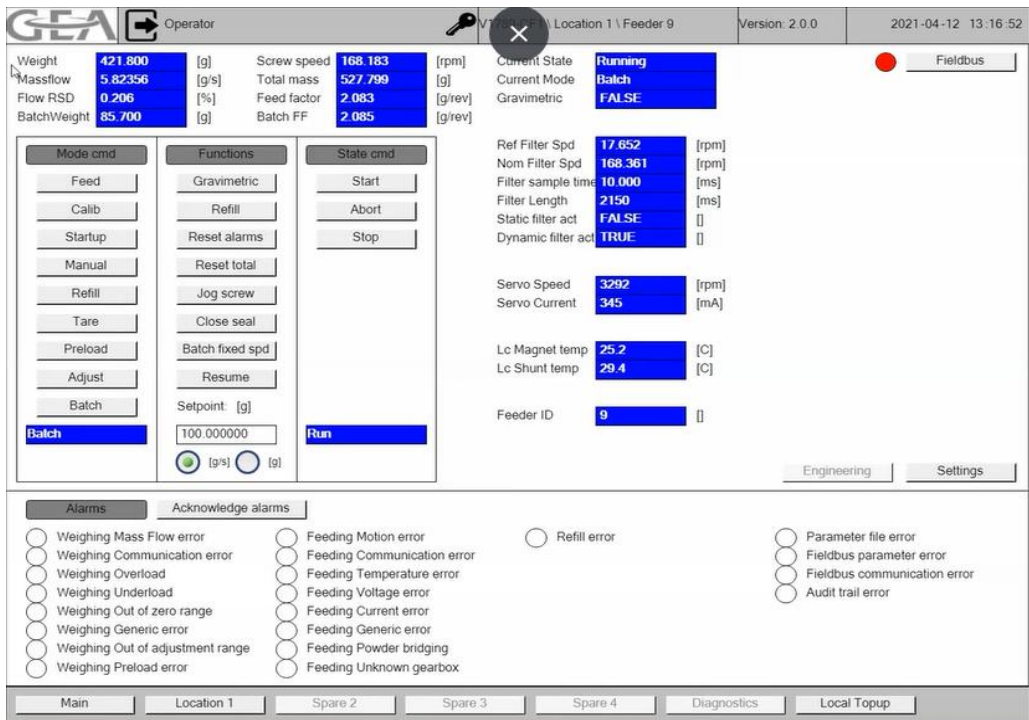 GEA
Operator
Location 1 \ Feeder 9
Version: 2.0.0
2021-04-12 13:16:52
Weight 421.800 [g] Screw speed 168.183 [rpm] Current State Running Fieldbus
Massflow 5.82356 [g/s] Total mass 527.799 [g] Current Mode Batch
Flow RSD 0.206 [%] Feed factor 2.083 [g/rev] Gravimetric FALSE
BatchWeight 85.700 [g] Batch FF 2.085 [g/rev]
Mode cmd
Feed
Calib
Startup
Manual
Refill
Tare
Preload
Adjust
Batch
Batch
Functions
Gravimetric
Refill
Reset alarms
Reset total
Jog screw
Close seal
Batch fixed spd
Resume
Setpoint: [g]
100.000000
[g/s] [g]
State cmd
Start
Abort
Stop
Run
Ref Filter Spd 17.652 [rpm]
Nom Filter Spd 168.361 [rpm]
Filter sample time 10.000 [ms]
Filter Length 2150 [ms]
Static filter act FALSE []
Dynamic filter act TRUE []
Servo Speed 3292 [rpm]
Servo Current 345 [mA]
Lc Magnet temp 25.2 [C]
Lc Shunt temp 29.4 [C]
Feeder ID 9 []
Engineering Settings
Alarms Acknowledge alarms
Weighing Mass Flow error
Weighing Communication error
Weighing Overload
Weighing Underload
Weighing Out of zero range
Weighing Generic error
Weighing Out of adjustment range
Weighing Preload error
Feeding Motion error
Feeding Communication error
Feeding Temperature error
Feeding Voltage error
Feeding Current error
Feeding Generic error
Feeding Powder bridging
Feeding Unknown gearbox
Refill error
Parameter file error
Fieldbus parameter error
Fieldbus communication error
Audit trail error
Main Location 1 Spare 2 Spare 3 Spare 4 Diagnostics Local Topup